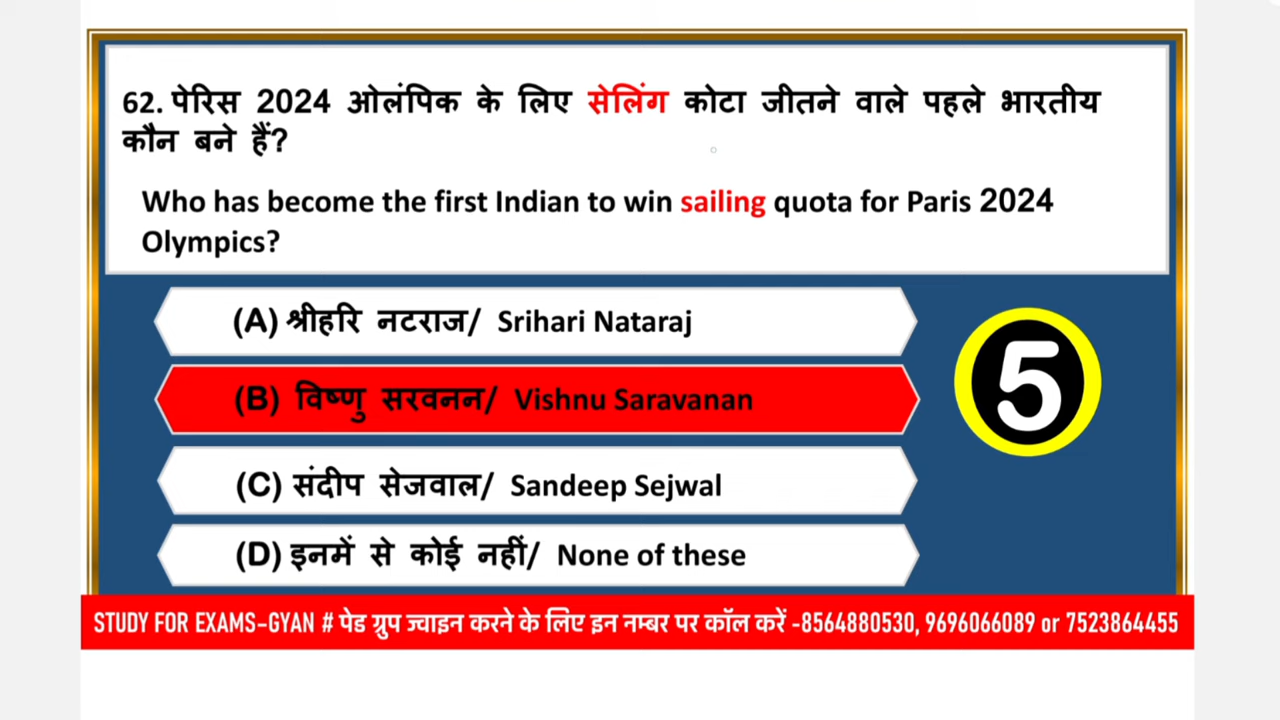 62. पेरिस 2024 ओलंपिक के लिए सेलिंग कोटा जीतने वाले पहले भारतीय
कौन बने हैं?
Who has become the first Indian to win sailing quota for Paris 2024
Olympics?
(A) श्रीहरि नटराज/ Srihari Nataraj
(B) विष्णु सरवनन/ Vishnu Saravanan
5
(C) संदीप सेजवाल/ Sandeep Sejwal
(D) इनमें से कोई नहीं/ None of these
STUDY FOR EXAMS-GYAN # पेड ग्रुप ज्वाइन करने के लिए इन नम्बर पर कॉल करें -8564880530, 9696066089 or 7523864455